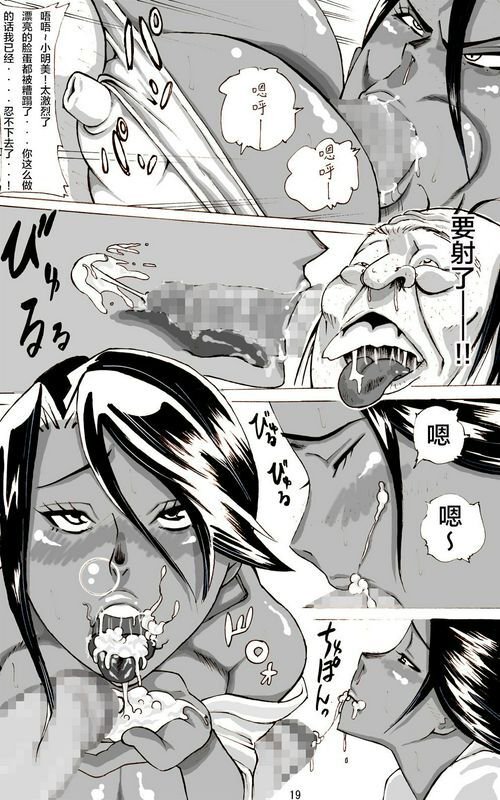 唔唔～小明美！太激烈了
漂亮的脸蛋都被糟蹋了····你这么做
的话我已经····忍不下去了···！
嗯呼—
嗯呼—
要射了——!!
びゅるる
嗯
嗯～
びゅる
びゅる
ちゅぽんっ
19